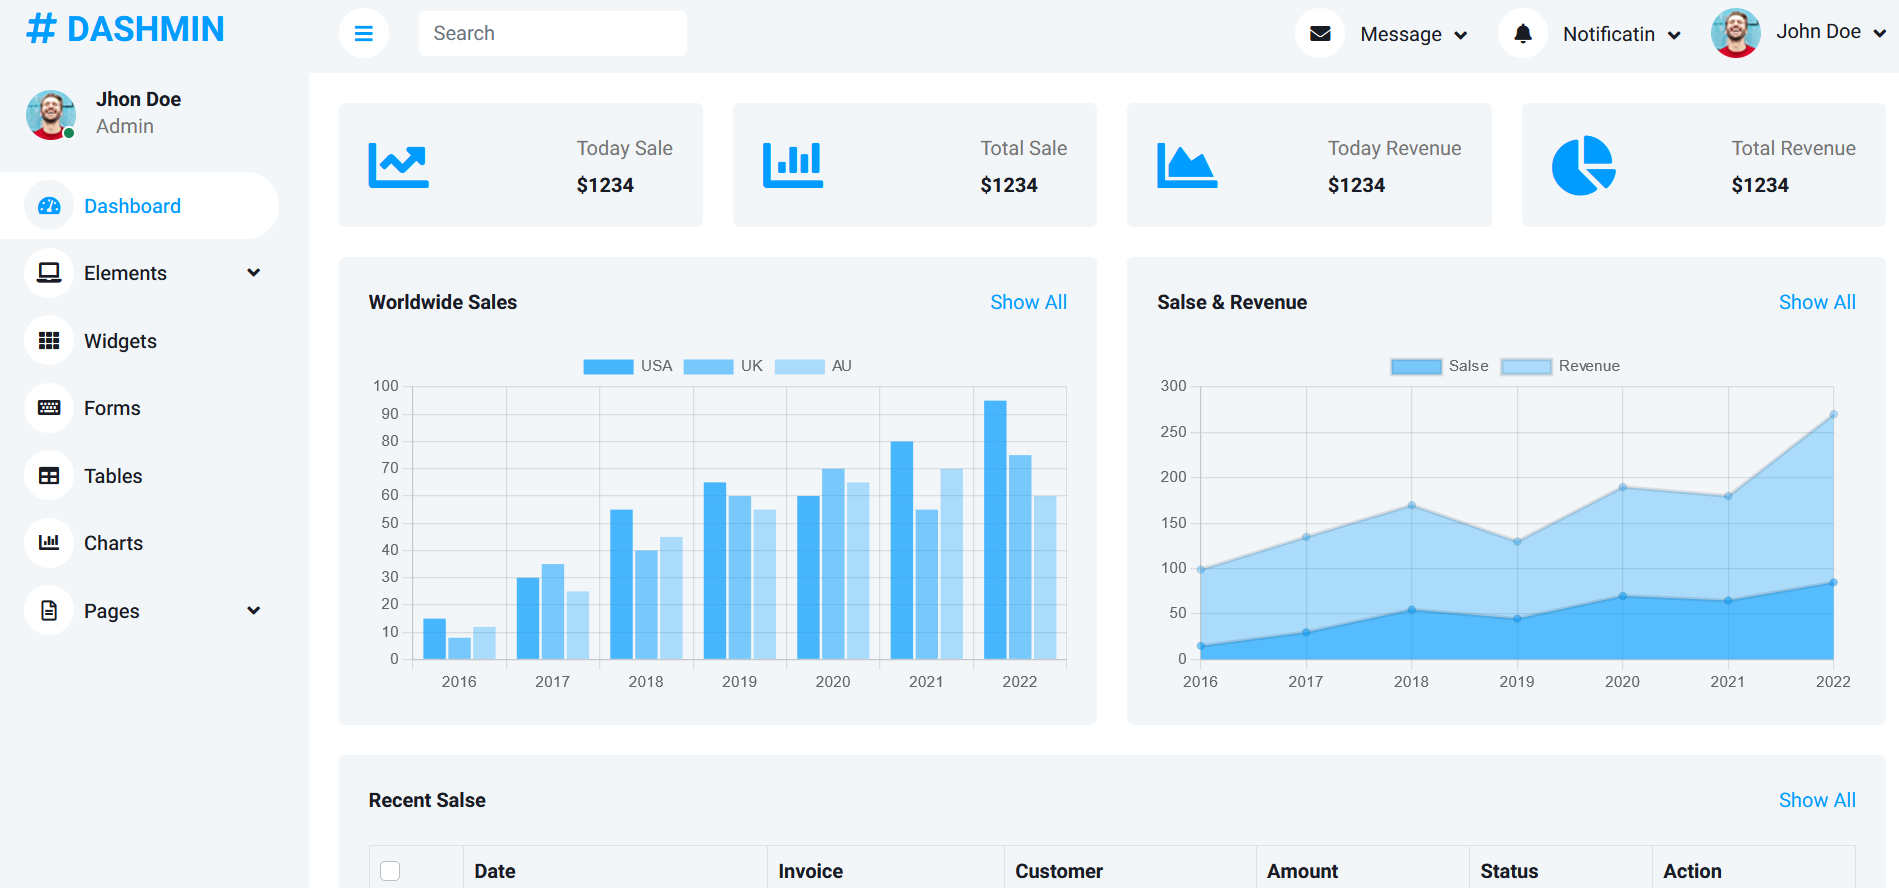 # DASHMIN
Search
Message
Notificatin
John Doe
Jhon Doe
Admin
Dashboard
Elements
Widgets
Forms
Tables
Charts
Pages
Today Sale
$1234
Total Sale
$1234
Today Revenue
$1234
Total Revenue
$1234
Worldwide Sales
Show All
USA UK AU
100
90
80
70
60
50
40
30
20
10
0
2016 2017 2018 2019 2020 2021 2022
Salse & Revenue
Show All
Salse Revenue
300
250
200
150
100
50
0
2016 2017 2018 2019 2020 2021 2022
Recent Salse
Show All
Date Invoice Customer Amount Status Action